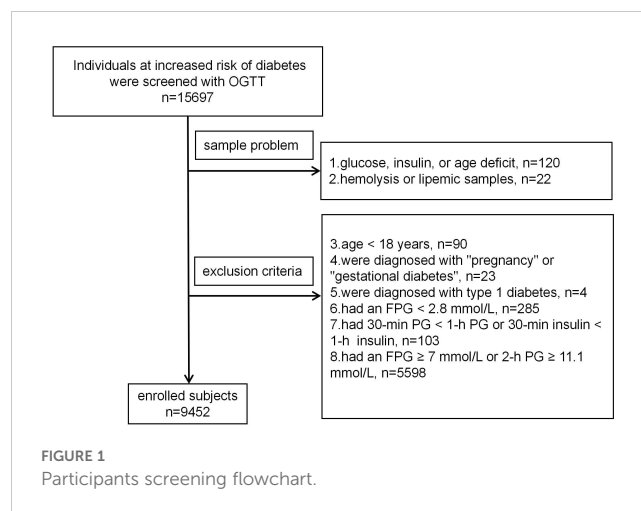 Individuals at increased risk of diabetes
were screened with OGTT
n=15697
sample problem
1.glucose, insulin, or age deficit, n=120
2.hemolysis or lipemic samples, n=22
exclusion criteria
3.age < 18 years, n=90
4.were diagnosed with "pregnancy" or
"gestational diabetes", n=23
5.were diagnosed with type 1 diabetes, n=4
6.had an FPG < 2.8 mmol/L, n=285
7.had 30-min PG < 1-h PG or 30-min insulin <
1-h insulin, n=103
8.had an FPG ≥ 7 mmol/L or 2-h PG ≥ 11.1
mmol/L, n=5598
enrolled subjects
n=9452
FIGURE 1
Participants screening flowchart.